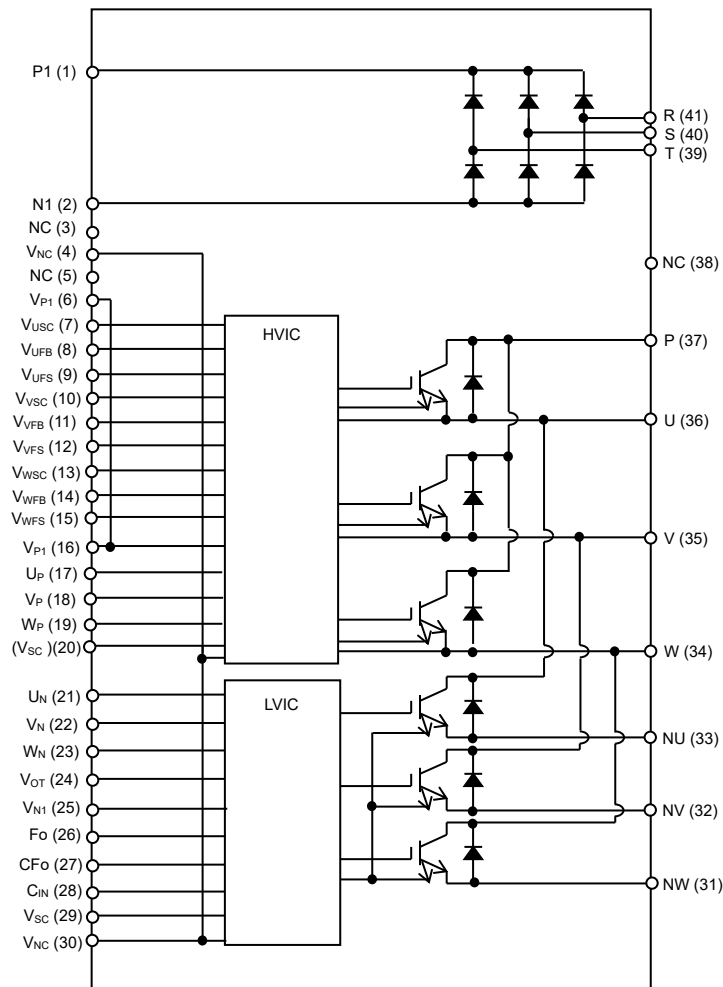 P1 (1)
N1 (2)
NC (3)
VNC (4)
NC (5)
VP1 (6)
VUSC (7)
VUFB (8)
VUFS (9)
VVSC (10)
VVFB (11)
VVFS (12)
VWSC (13)
VWFB (14)
VWFS (15)
VP1 (16)
UP (17)
VP (18)
WP (19)
(VSC )(20)
UN (21)
VN (22)
WN (23)
VOT (24)
VN1 (25)
Fo (26)
CFo (27)
CIN (28)
VSC (29)
VNC (30)
HVIC
LVIC
R (41)
S (40)
T (39)
NC (38)
P (37)
U (36)
V (35)
W (34)
NU (33)
NV (32)
NW (31)